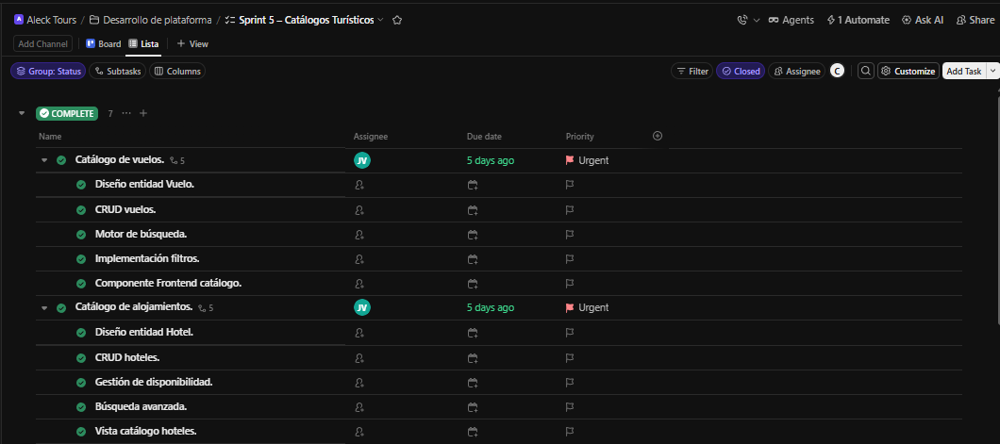 A Aleck Tours / Desarrollo de plataforma / Sprint 5 – Catálogos Turísticos
Agents 1 Automate Ask AI Share
Add Channel Board Lista + View
Group: Status Subtasks Columns Filter Closed Assignee C Customize Add Task
COMPLETE 7 ... +
Name Assignee Due date Priority
Catálogo de vuelos. 5 JV 5 days ago Urgent
Diseño entidad Vuelo.
CRUD vuelos.
Motor de búsqueda.
Implementación filtros.
Componente Frontend catálogo.
Catálogo de alojamientos. 5 JV 5 days ago Urgent
Diseño entidad Hotel.
CRUD hoteles.
Gestión de disponibilidad.
Búsqueda avanzada.
Vista catálogo hoteles.